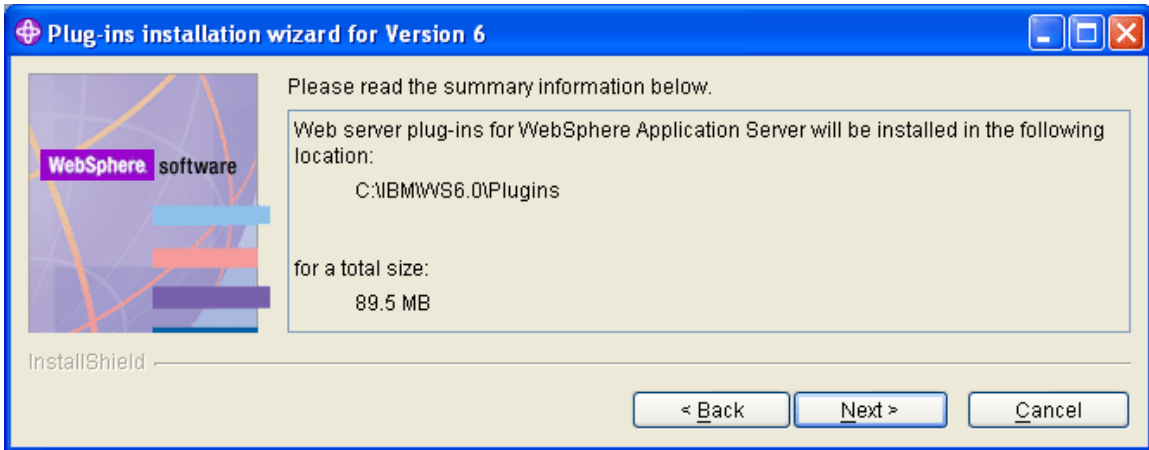 Plug-ins installation wizard for Version 6
Please read the summary information below.
Web server plug-ins for WebSphere Application Server will be installed in the following
location:
C:\IBM\WS6.0\Plugins
WebSphere. software
for a total size:
89.5 MB
InstallShield
< Back
Next >
Cancel